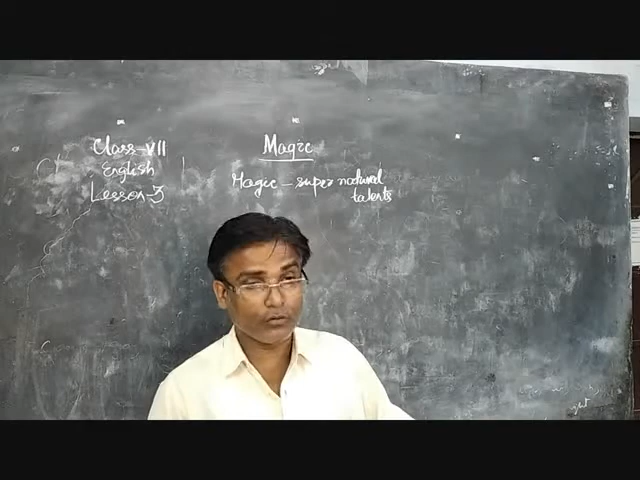 Class-VII
English
Lesson-3
Magic
Magic - super natural
talents